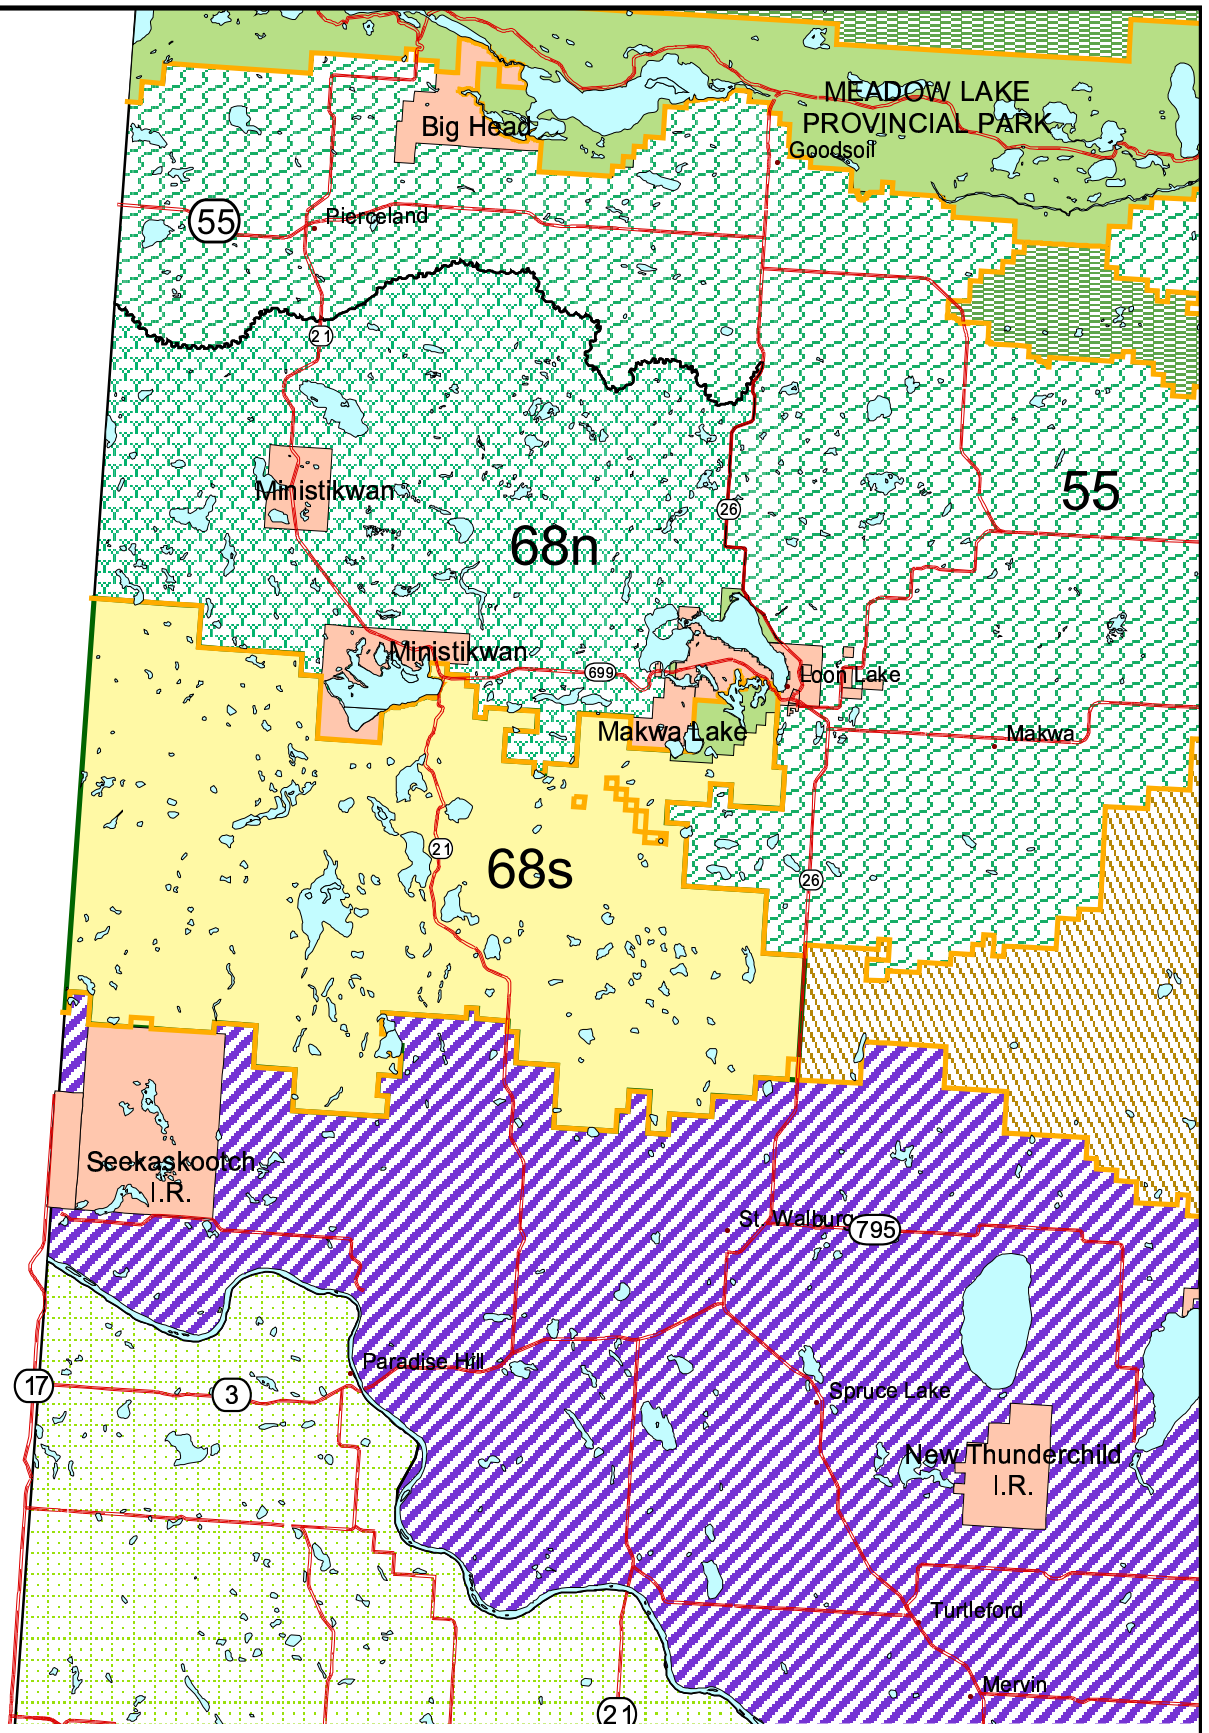 MEADOW LAKE
PROVINCIAL PARK
Big Head
Goodsoil
55
Pierceland
21
Ministikwan
55
26
68n
Ministikwan
699
Loon Lake
Makwa Lake
Makwa
21
68s
26
Seekaskootch
I.R.
St. Walburg
795
Paradise Hill
17
3
Spruce Lake
New Thunderchild
I.R.
Turtleford
Mervin
21